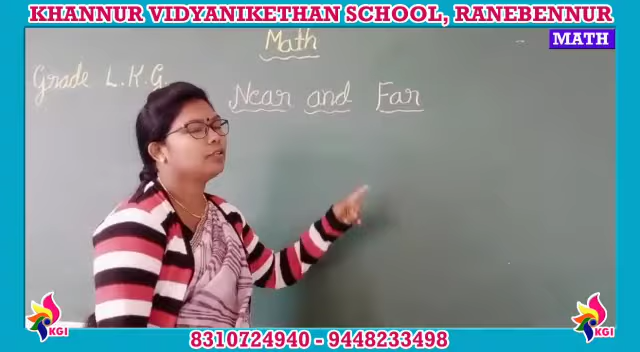 KHANNUR VIDYANIKETHAN SCHOOL, RANEBENNUR
MATH
Math
Grade L.K.G.
Near and Far
KGI
KGI
8310724940 - 9448233498